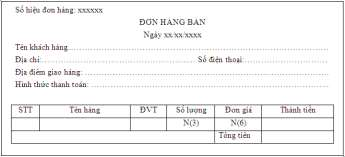 Số hiệu đơn hàng: xxxxxx
ĐƠN HÀNG BÁN
Ngày xx/xx/xxxx
Tên khách hàng
Địa chỉ: Số điện thoại:
Địa điểm giao hàng:
Hình thức thanh toán:
STT Tên hàng ĐVT Số lượng Đơn giá Thành tiền
N(3) N(6)
Tổng tiền